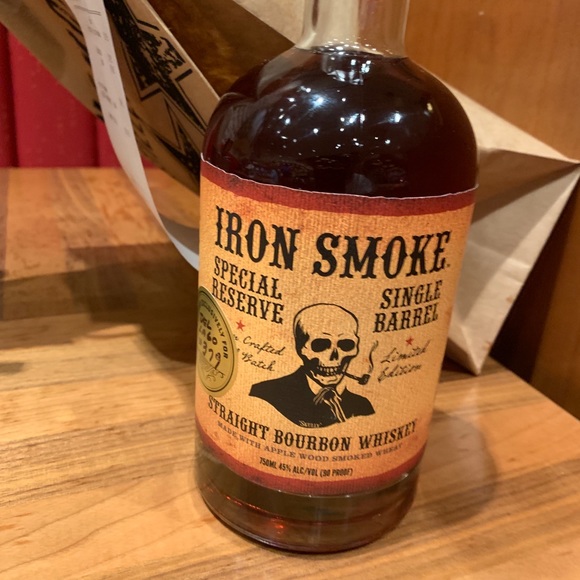 IRON SMOKE
SPECIAL
RESERVE
SINGLE
BARREL
Crafted
Batch
Limited
Edition
STRAIGHT BOURBON WHISKEY
MADE WITH APPLE WOOD SMOKED WHEAT
750ML 45% ALC/VOL (90 PROOF)